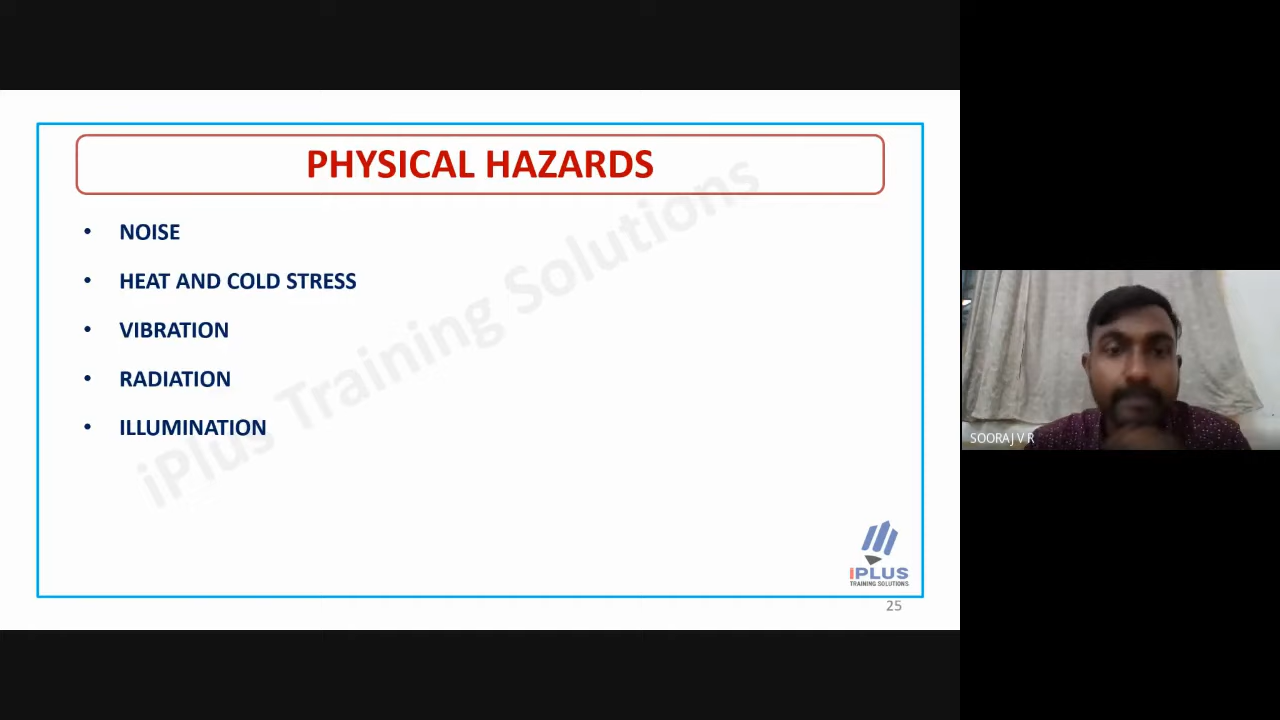 PHYSICAL HAZARDS
• NOISE
• HEAT AND COLD STRESS
• VIBRATION
• RADIATION
• ILLUMINATION
iPlus Training Solutions
IPLUS
TRAINING SOLUTIONS
25
SOORAJ V R